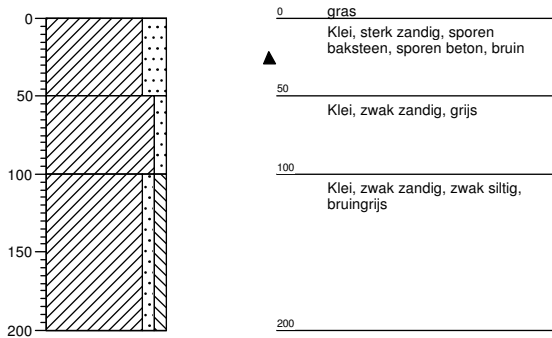 0
50
100
150
200
0 gras
Klei, sterk zandig, sporen
baksteen, sporen beton, bruin
50
Klei, zwak zandig, grijs
100
Klei, zwak zandig, zwak siltig,
bruingrijs
200